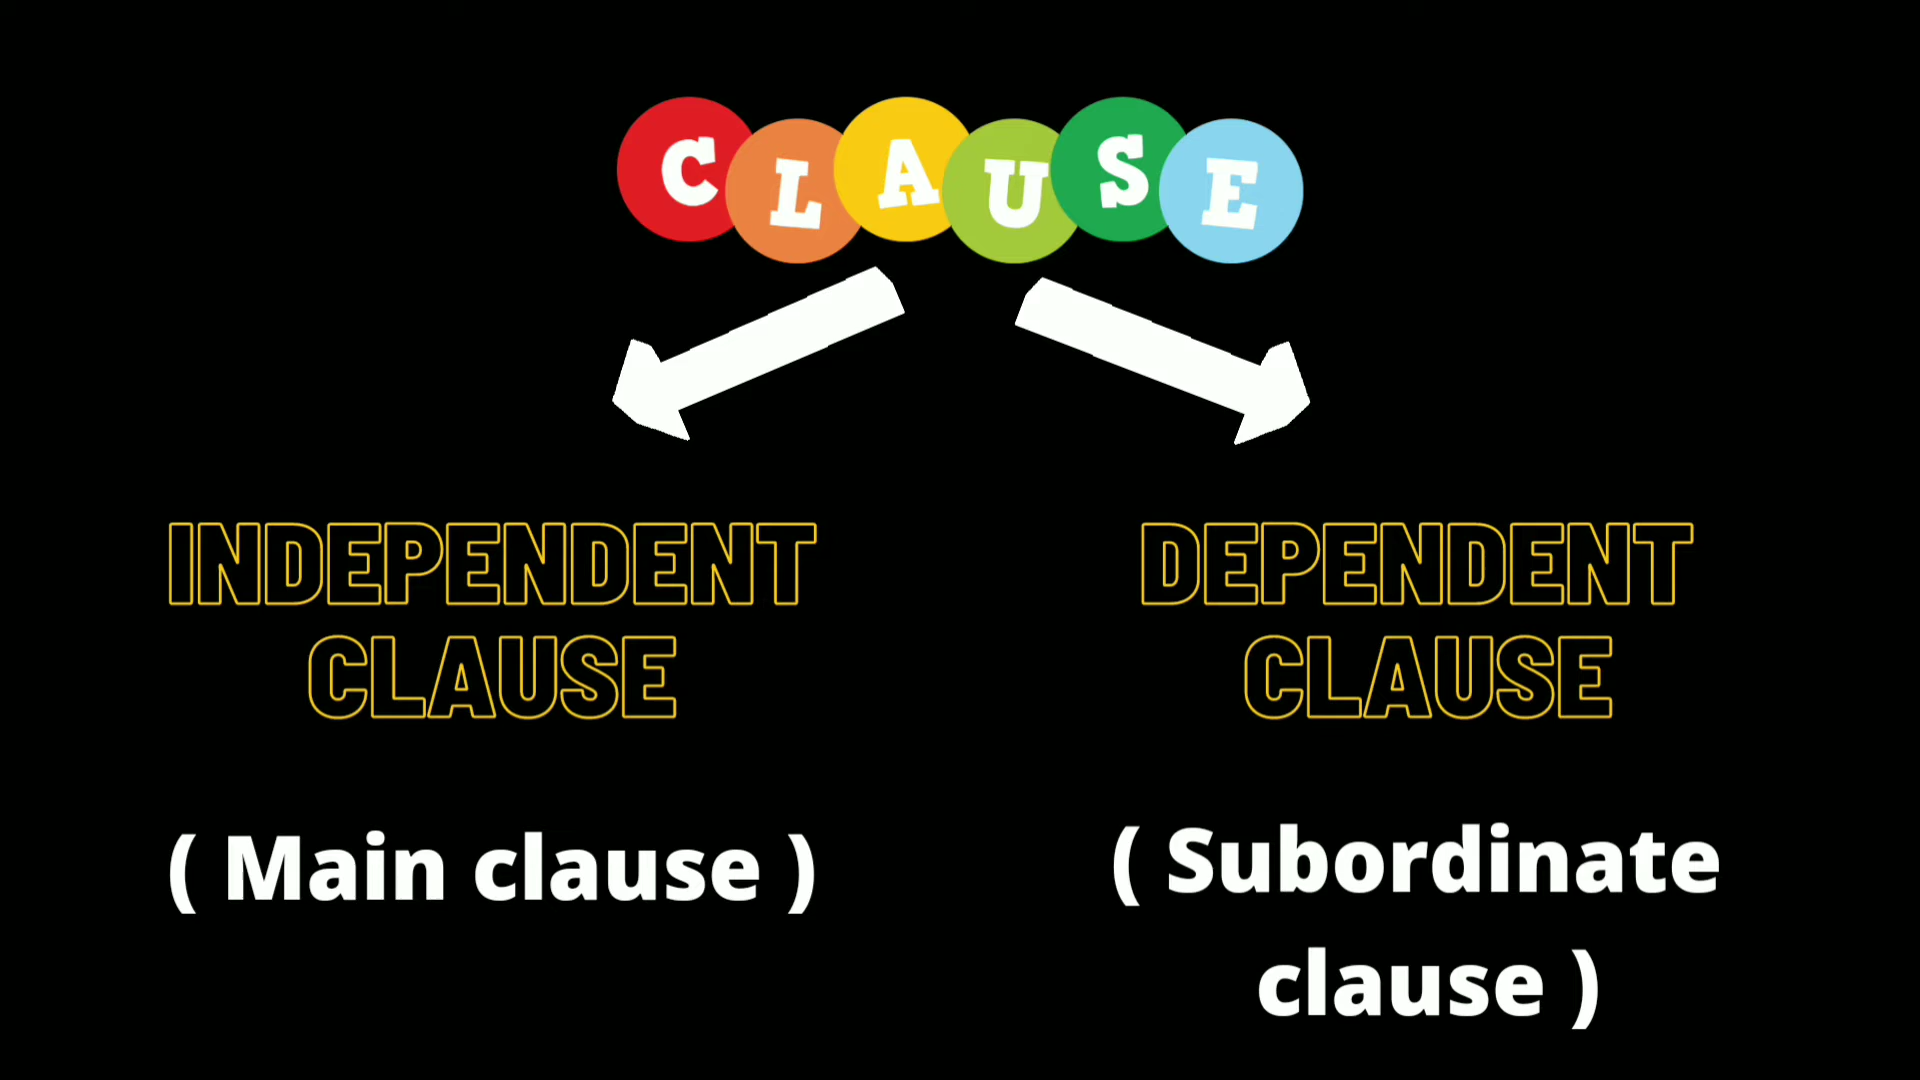 CLAUSE
INDEPENDENT
CLAUSE
( Main clause )
DEPENDENT
CLAUSE
( Subordinate
clause )